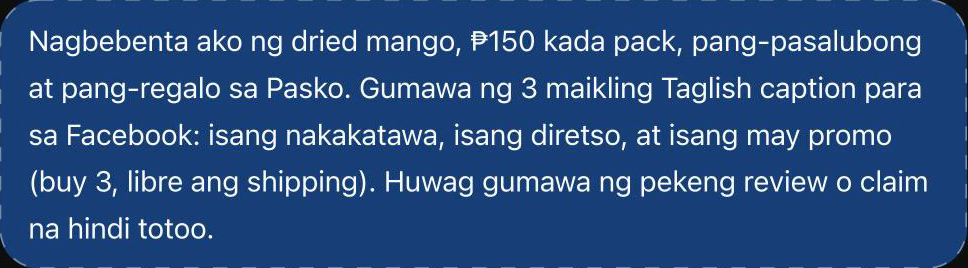 Nagbebenta ako ng dried mango, ₱150 kada pack, pang-pasalubong
at pang-regalo sa Pasko. Gumawa ng 3 maikling Taglish caption para
sa Facebook: isang nakakatawa, isang diretso, at isang may promo
(buy 3, libre ang shipping). Huwag gumawa ng pekeng review o claim
na hindi totoo.